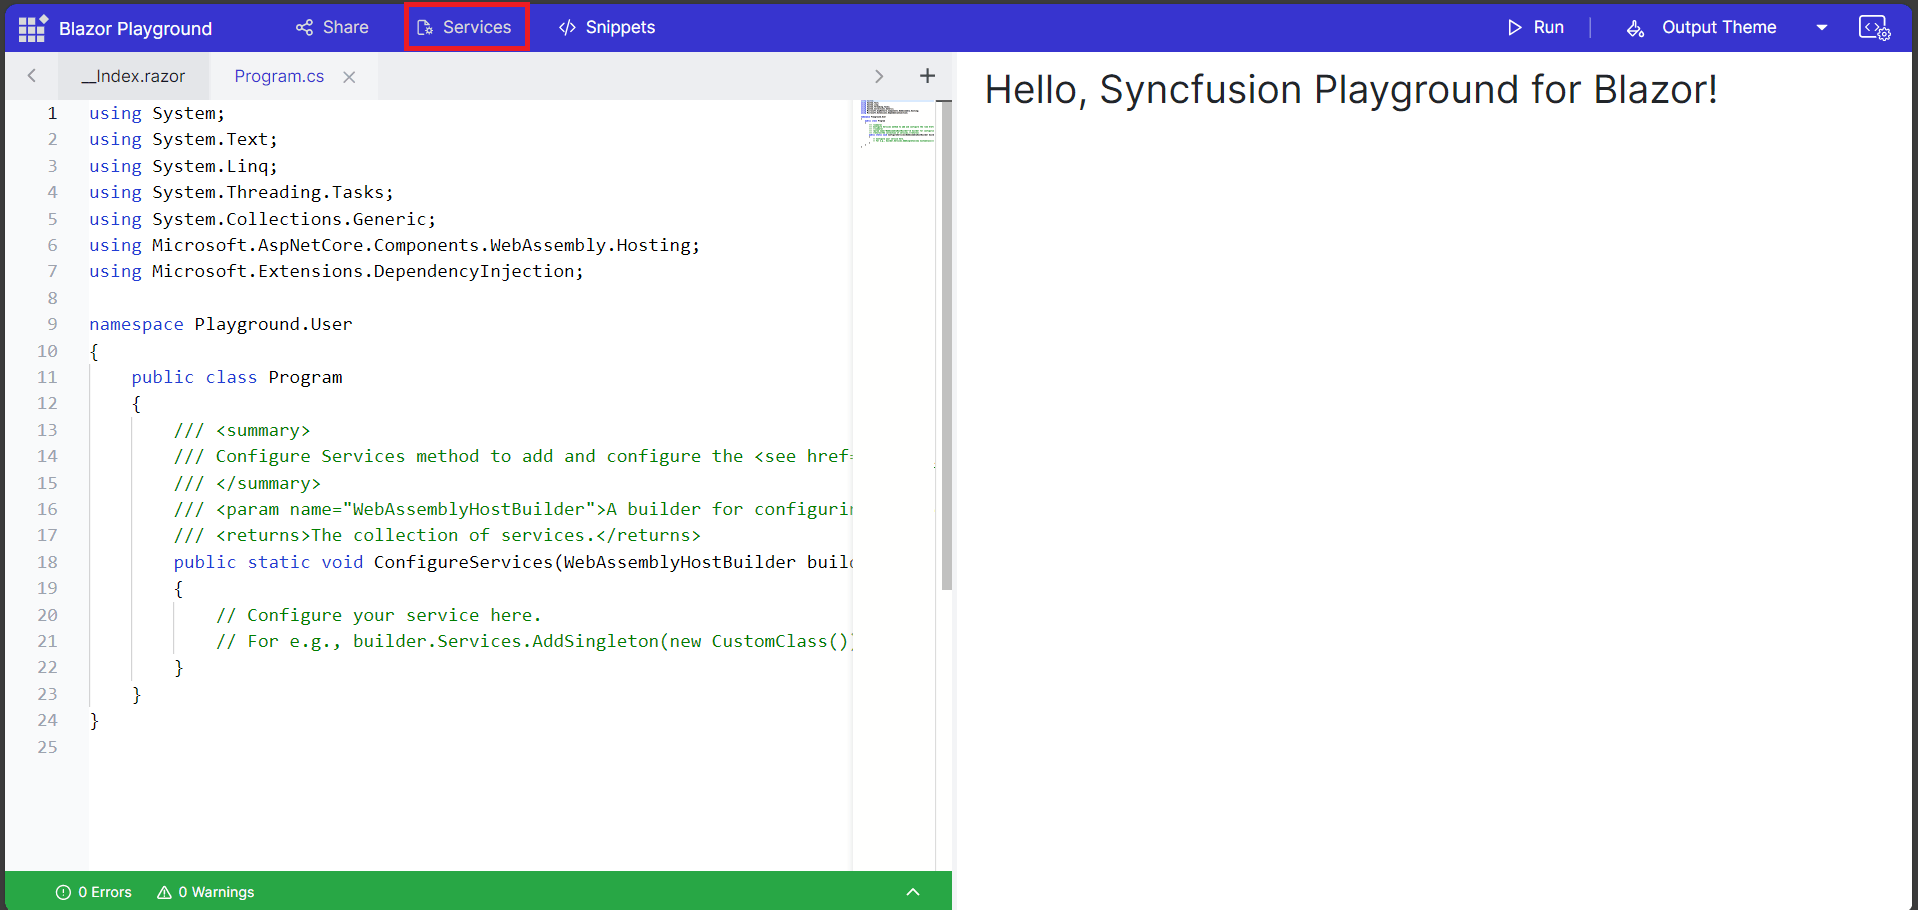 Blazor Playground
Share
Services
Snippets
Run
Output Theme
__Index.razor
Program.cs
1 using System;
2 using System.Text;
3 using System.Linq;
4 using System.Threading.Tasks;
5 using System.Collections.Generic;
6 using Microsoft.AspNetCore.Components.WebAssembly.Hosting;
7 using Microsoft.Extensions.DependencyInjection;
8
9 namespace Playground.User
10 {
11 public class Program
12 {
13 /// <summary>
14 /// Configure Services method to add and configure the <see href=
15 /// </summary>
16 /// <param name="WebAssemblyHostBuilder">A builder for configurin
17 /// <returns>The collection of services.</returns>
18 public static void ConfigureServices(WebAssemblyHostBuilder build
19 {
20 // Configure your service here.
21 // For e.g., builder.Services.AddSingleton(new CustomClass())
22 }
23 }
24 }
25
0 Errors
0 Warnings
Hello, Syncfusion Playground for Blazor!